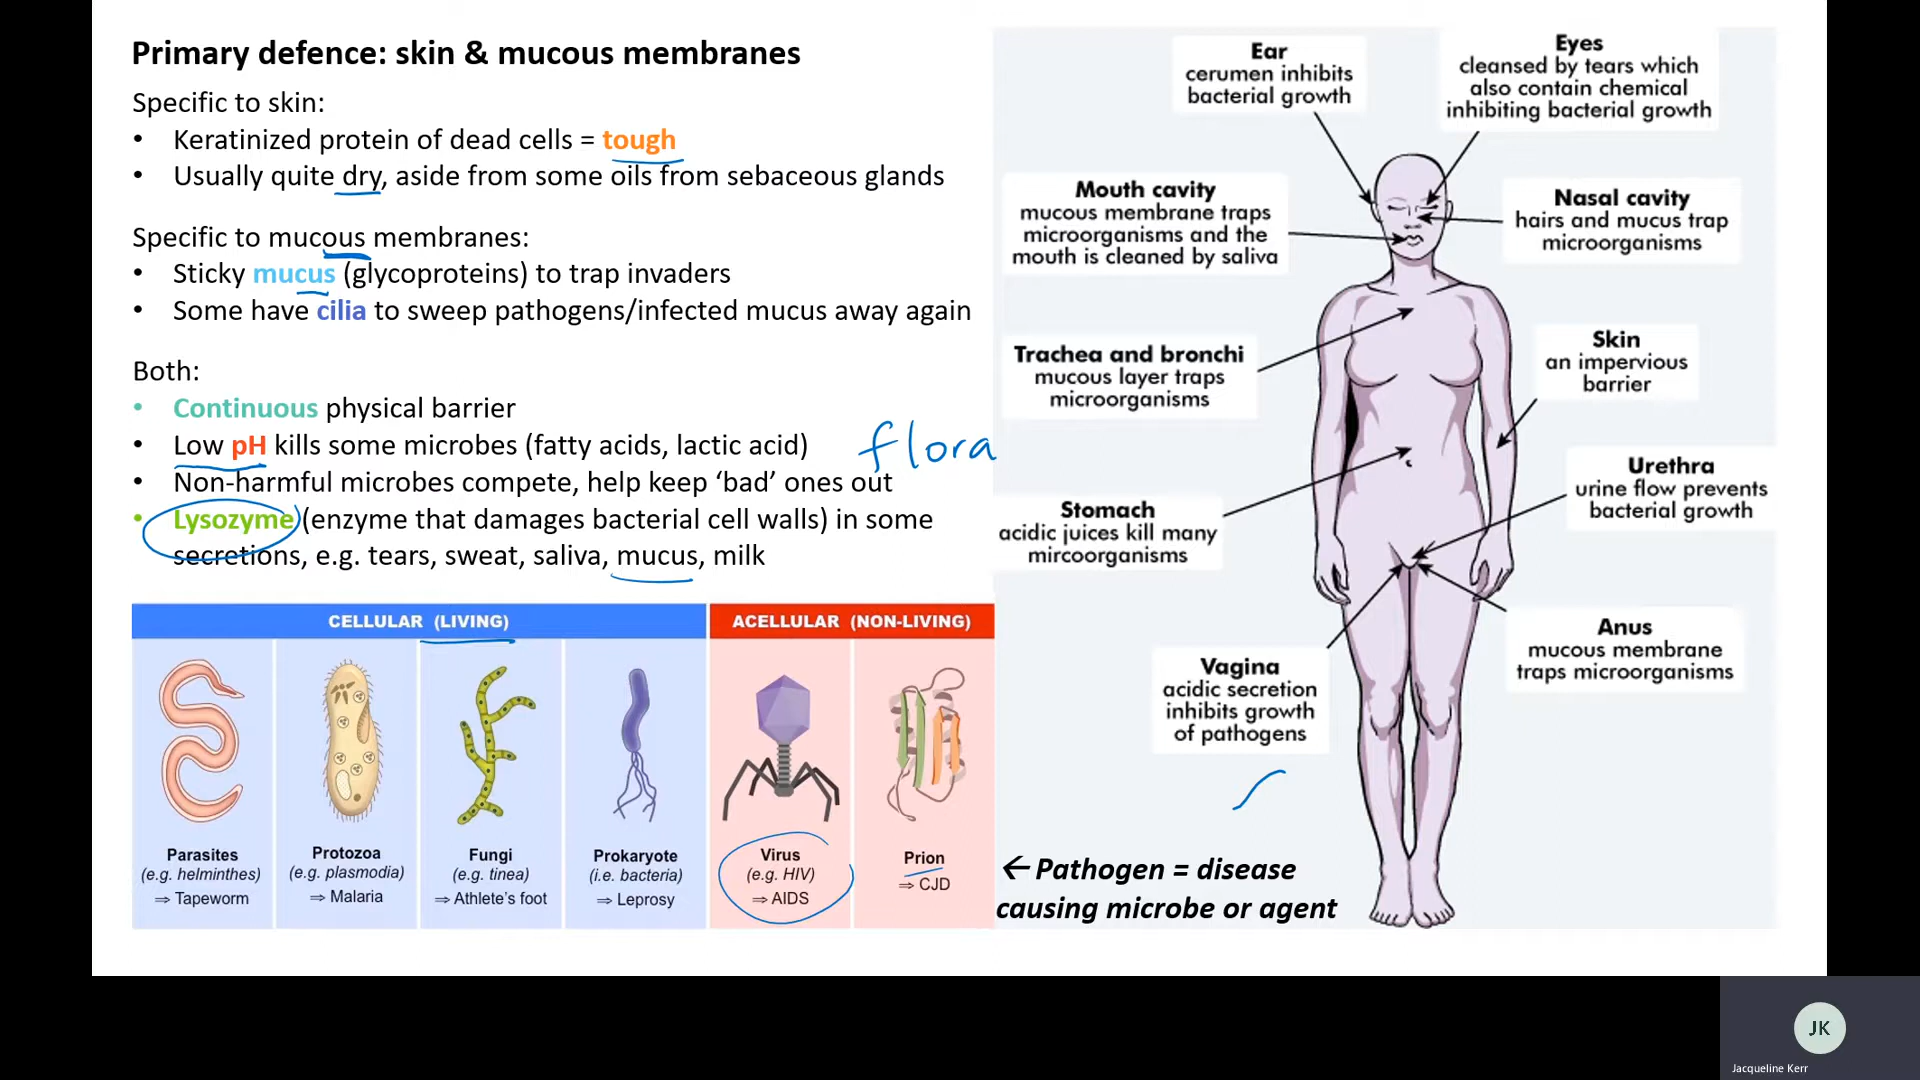 Primary defence: skin & mucous membranes
Specific to skin:
• Keratinized protein of dead cells = tough
• Usually quite dry, aside from some oils from sebaceous glands
Specific to mucous membranes:
• Sticky mucus (glycoproteins) to trap invaders
• Some have cilia to sweep pathogens/infected mucus away again
Both:
• Continuous physical barrier
• Low pH kills some microbes (fatty acids, lactic acid)
flora
• Non-harmful microbes compete, help keep ‘bad’ ones out
• Lysozyme (enzyme that damages bacterial cell walls) in some
secretions, e.g. tears, sweat, saliva, mucus, milk
CELLULAR (LIVING)
ACELLULAR (NON-LIVING)
Parasites
(e.g. helminthes)
⇒ Tapeworm
Protozoa
(e.g. plasmodia)
⇒ Malaria
Fungi
(e.g. tinea)
⇒ Athlete's foot
Prokaryote
(i.e. bacteria)
⇒ Leprosy
Virus
(e.g. HIV)
⇒ AIDS
Prion
⇒ CJD
← Pathogen = disease
causing microbe or agent
Ear
cerumen inhibits
bacterial growth
Eyes
cleansed by tears which
also contain chemical
inhibiting bacterial growth
Mouth cavity
mucous membrane traps
microorganisms and the
mouth is cleaned by saliva
Nasal cavity
hairs and mucus trap
microorganisms
Trachea and bronchi
mucous layer traps
microorganisms
Skin
an impervious
barrier
Stomach
acidic juices kill many
mircoorganisms
Urethra
urine flow prevents
bacterial growth
Vagina
acidic secretion
inhibits growth
of pathogens
Anus
mucous membrane
traps microorganisms
JK
Jacqueline Kerr